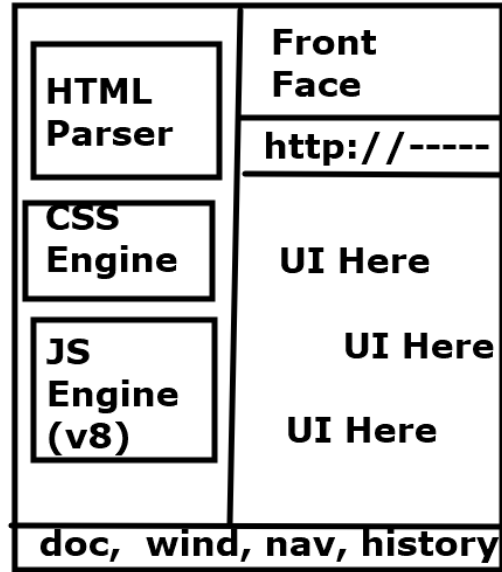 HTML
Parser
CSS
Engine
JS
Engine
(v8)
Front
Face
http://-----
UI Here
UI Here
UI Here
doc, wind, nav, history